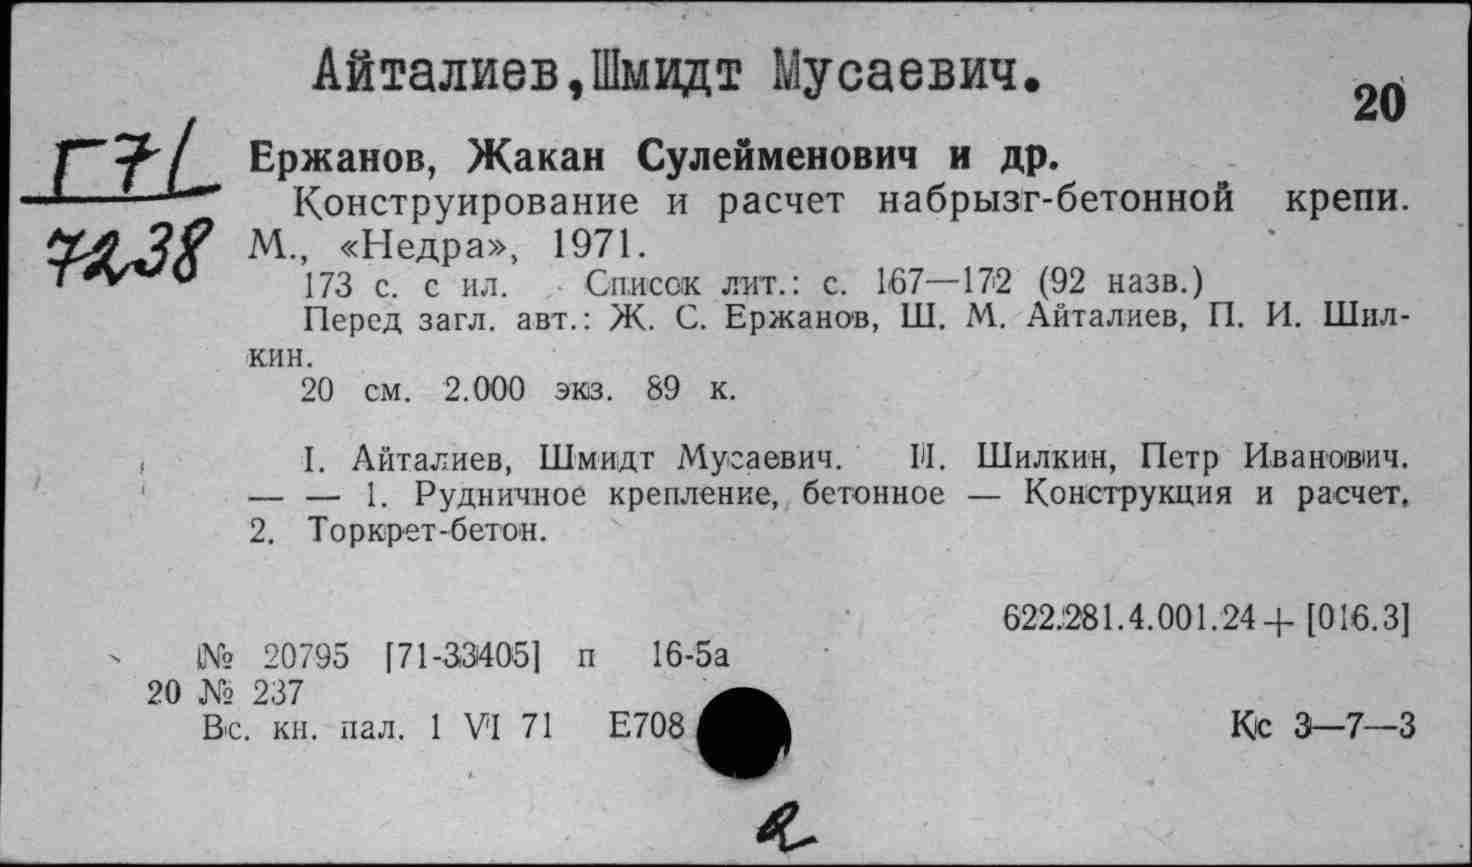 Айталиев,Шмидт Мусаевич.
20
Г71
7238
Ержанов, Жакан Сулейменович и др.
Конструирование и расчет набрызг-бетонной крепи.
М., «Недра», 1971.
173 с. с ил. Список лит.: с. 167—172 (92 назв.)
Перед загл. авт.: Ж. С. Ержанов, Ш. М. Айталиев, П. И. Шил-
кин.
20 см. 2.000 экз. 89 к.
I. Айталиев, Шмидт Мусаевич. II. Шилкин, Петр Иванович.
— — 1. Рудничное крепление, бетонное — Конструкция и расчет.
2. Торкрет-бетон.
622.281.4.001.24 + [016.3]
№ 20795 [71-33405] п 16-5а
20 № 237
Вс. кн. пал. 1 VI 71 Е708
Кс 3—7—3